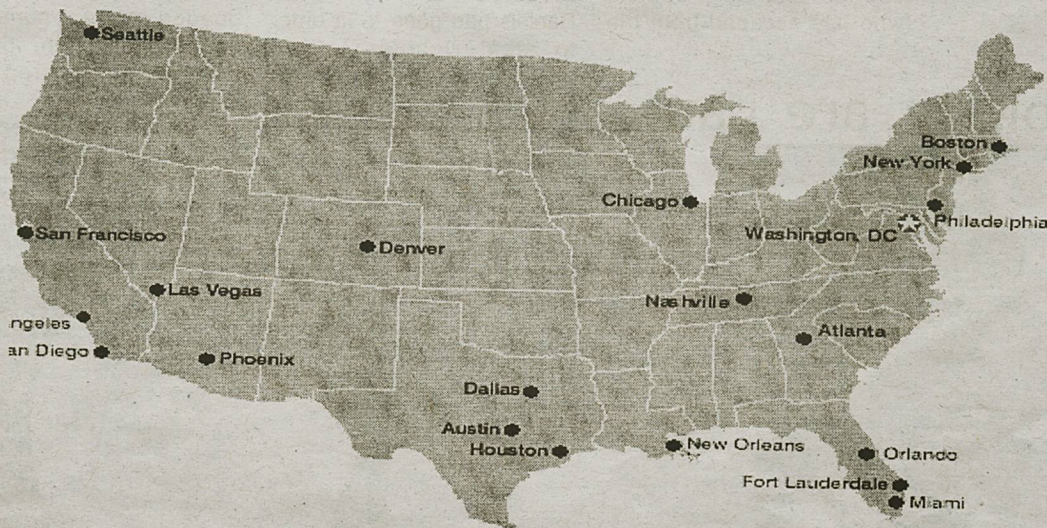 Seattle
Boston
New York
Chicago
Philadelphia
San Francisco
Washington, DC
Denver
Las Vegas
Nashville
ngeles
Atlanta
an Diego
Phoenix
Dallas
Austin
New Orleans
Houston
Orlando
Fort Lauderdale
Miami